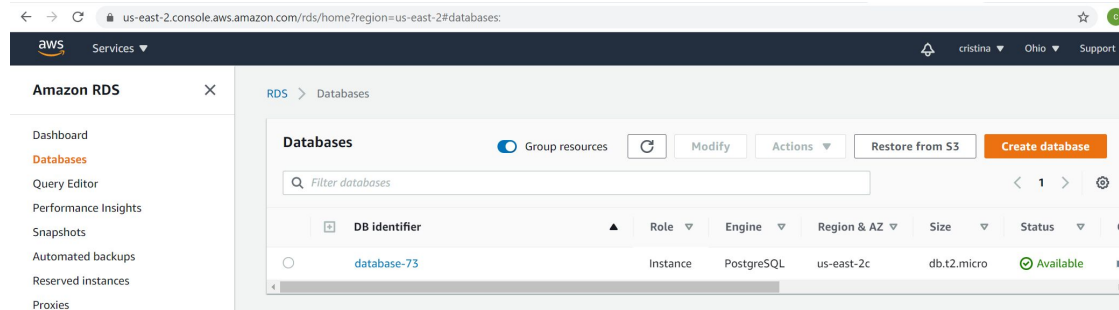 us-east-2.console.aws.amazon.com/rds/home?region=us-east-2#databases:
aws Services ▼ cristina ▼ Ohio ▼ Support
Amazon RDS
Dashboard
Databases
Query Editor
Performance Insights
Snapshots
Automated backups
Reserved instances
Proxies
RDS > Databases
Databases Group resources Modify Actions ▼ Restore from S3 Create database
Filter databases
1
DB identifier Role Engine Region & AZ Size Status
database-73 Instance PostgreSQL us-east-2c db.t2.micro Available